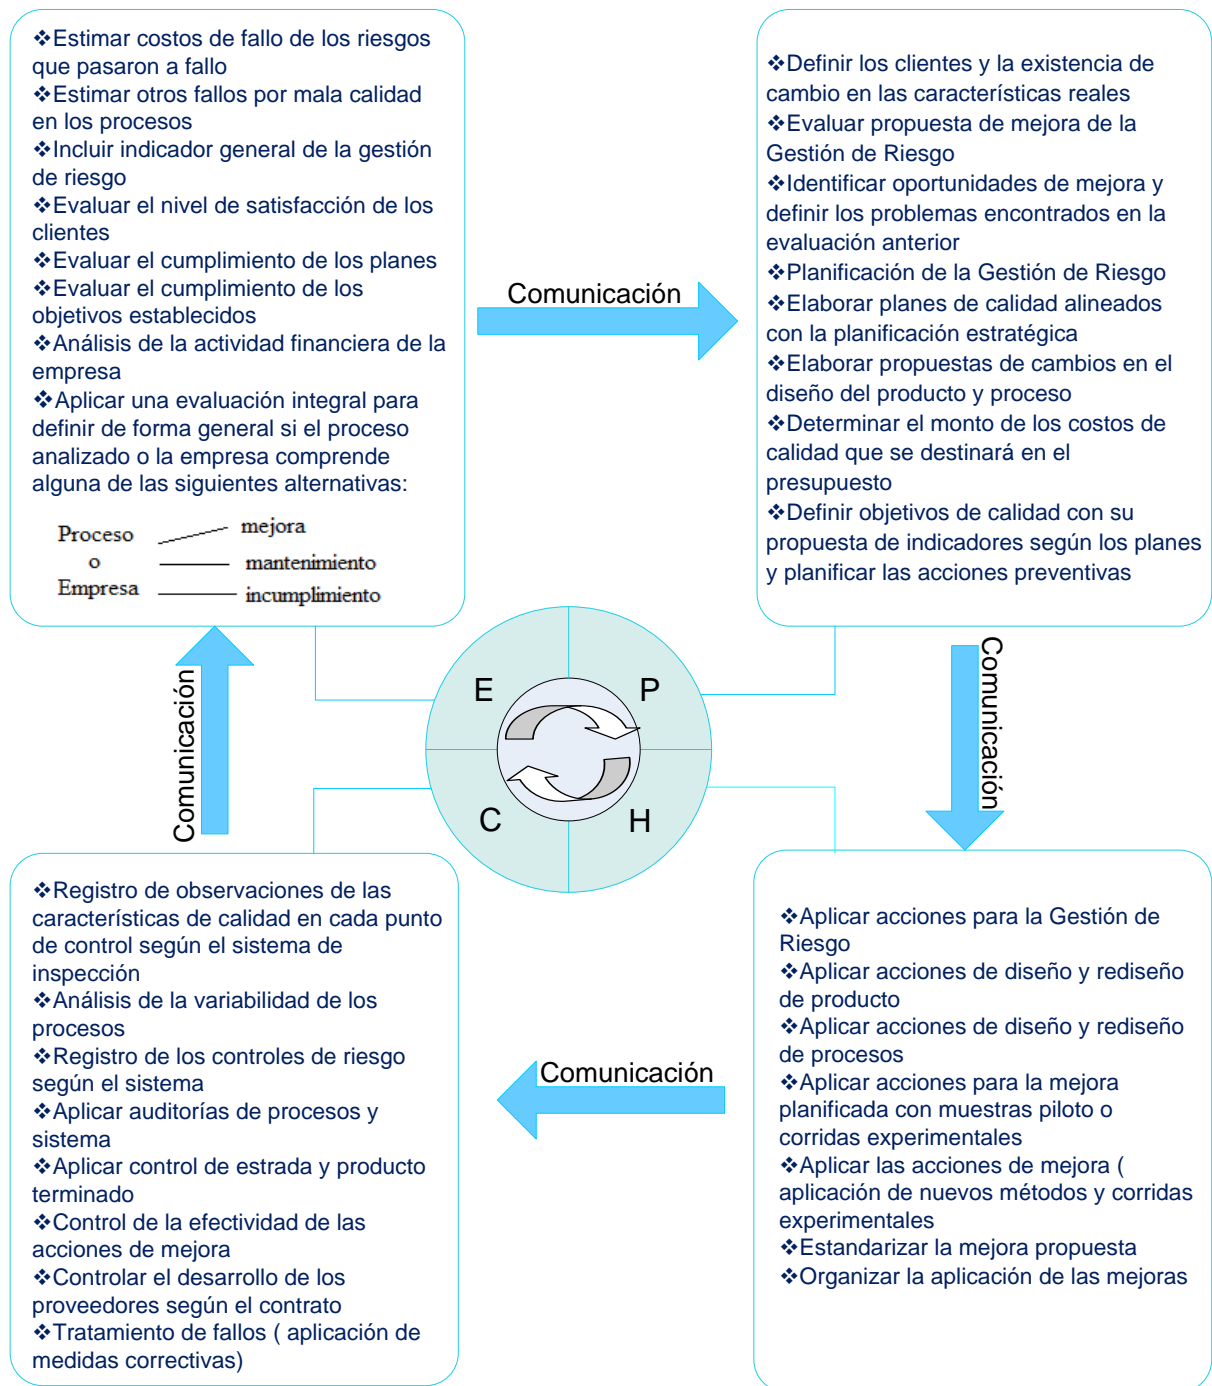 ❖Estimar costos de fallo de los riesgos
que pasaron a fallo
❖Estimar otros fallos por mala calidad
en los procesos
❖Incluir indicador general de la gestión
de riesgo
❖Evaluar el nivel de satisfacción de los
clientes
❖Evaluar el cumplimiento de los planes
❖Evaluar el cumplimiento de los
objetivos establecidos
❖Análisis de la actividad financiera de la
empresa
❖Aplicar una evaluación integral para
definir de forma general si el proceso
analizado o la empresa comprende
alguna de las siguientes alternativas:
Proceso
o
Empresa
mejora
mantenimiento
incumplimiento
Comunicación
❖Definir los clientes y la existencia de
cambio en las características reales
❖Evaluar propuesta de mejora de la
Gestión de Riesgo
❖Identificar oportunidades de mejora y
definir los problemas encontrados en la
evaluación anterior
❖Planificación de la Gestión de Riesgo
❖Elaborar planes de calidad alineados
con la planificación estratégica
❖Elaborar propuestas de cambios en el
diseño del producto y proceso
❖Determinar el monto de los costos de
calidad que se destinará en el
presupuesto
❖Definir objetivos de calidad con su
propuesta de indicadores según los planes
y planificar las acciones preventivas
Comunicación
E
P
C
H
Comunicación
❖Registro de observaciones de las
características de calidad en cada punto
de control según el sistema de
inspección
❖Análisis de la variabilidad de los
procesos
❖Registro de los controles de riesgo
según el sistema
❖Aplicar auditorías de procesos y
sistema
❖Aplicar control de estrada y producto
terminado
❖Control de la efectividad de las
acciones de mejora
❖Controlar el desarrollo de los
proveedores según el contrato
❖Tratamiento de fallos ( aplicación de
medidas correctivas)
Comunicación
❖Aplicar acciones para la Gestión de
Riesgo
❖Aplicar acciones de diseño y rediseño
de producto
❖Aplicar acciones de diseño y rediseño
de procesos
❖Aplicar acciones para la mejora
planificada con muestras piloto o
corridas experimentales
❖Aplicar las acciones de mejora (
aplicación de nuevos métodos y corridas
experimentales
❖Estandarizar la mejora propuesta
❖Organizar la aplicación de las mejoras